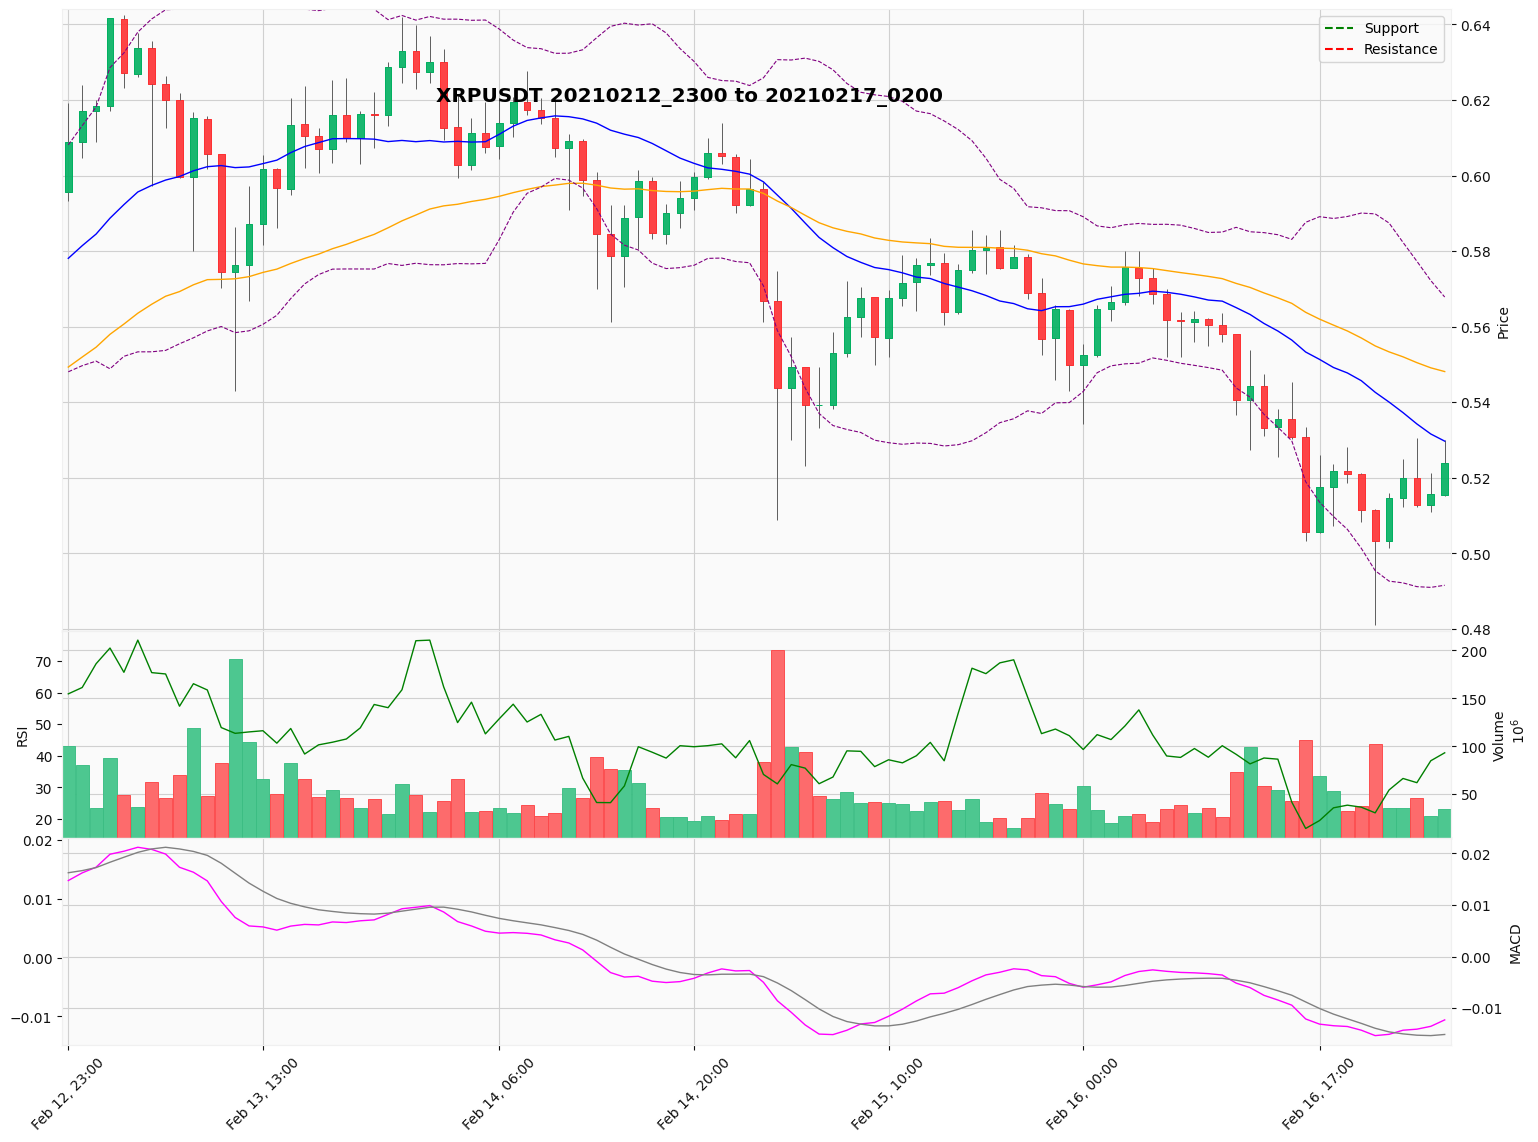 XRPUSDT 20210212_2300 to 20210217_0200
Support
Resistance
0.64
0.62
0.60
0.58
0.56
0.54
0.52
0.50
0.48
Price
70
60
50
40
30
20
RSI
200
150
100
50
Volume
10⁶
0.02
0.01
0.00
−0.01
0.02
0.01
0.00
−0.01
MACD
Feb 12, 23:00
Feb 13, 13:00
Feb 14, 06:00
Feb 14, 20:00
Feb 15, 10:00
Feb 16, 00:00
Feb 16, 17:00